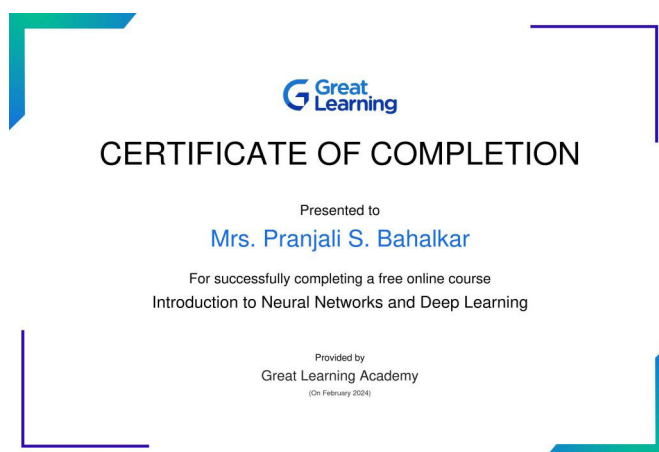 Great
Learning
CERTIFICATE OF COMPLETION
Presented to
Mrs. Pranjali S. Bahalkar
For successfully completing a free online course
Introduction to Neural Networks and Deep Learning
Provided by
Great Learning Academy
(On February 2024)